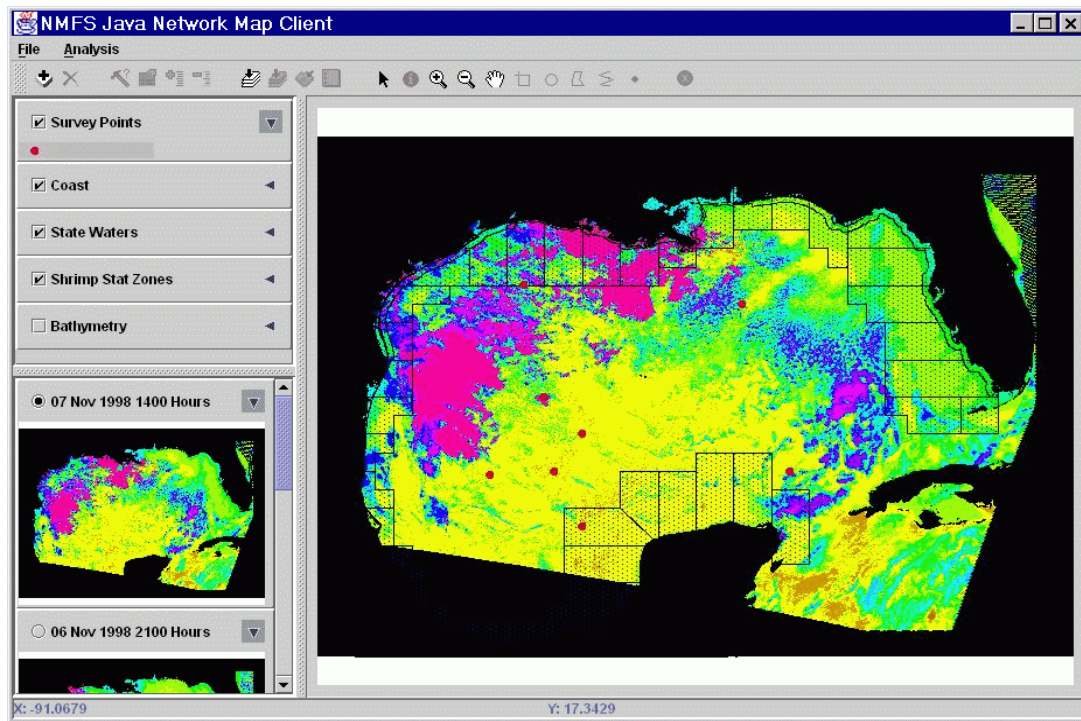 NMFS Java Network Map Client
File Analysis
Survey Points
Coast
State Waters
Shrimp Stat Zones
Bathymetry
07 Nov 1998 1400 Hours
06 Nov 1998 2100 Hours
X: -91.0679 Y: 17.3429